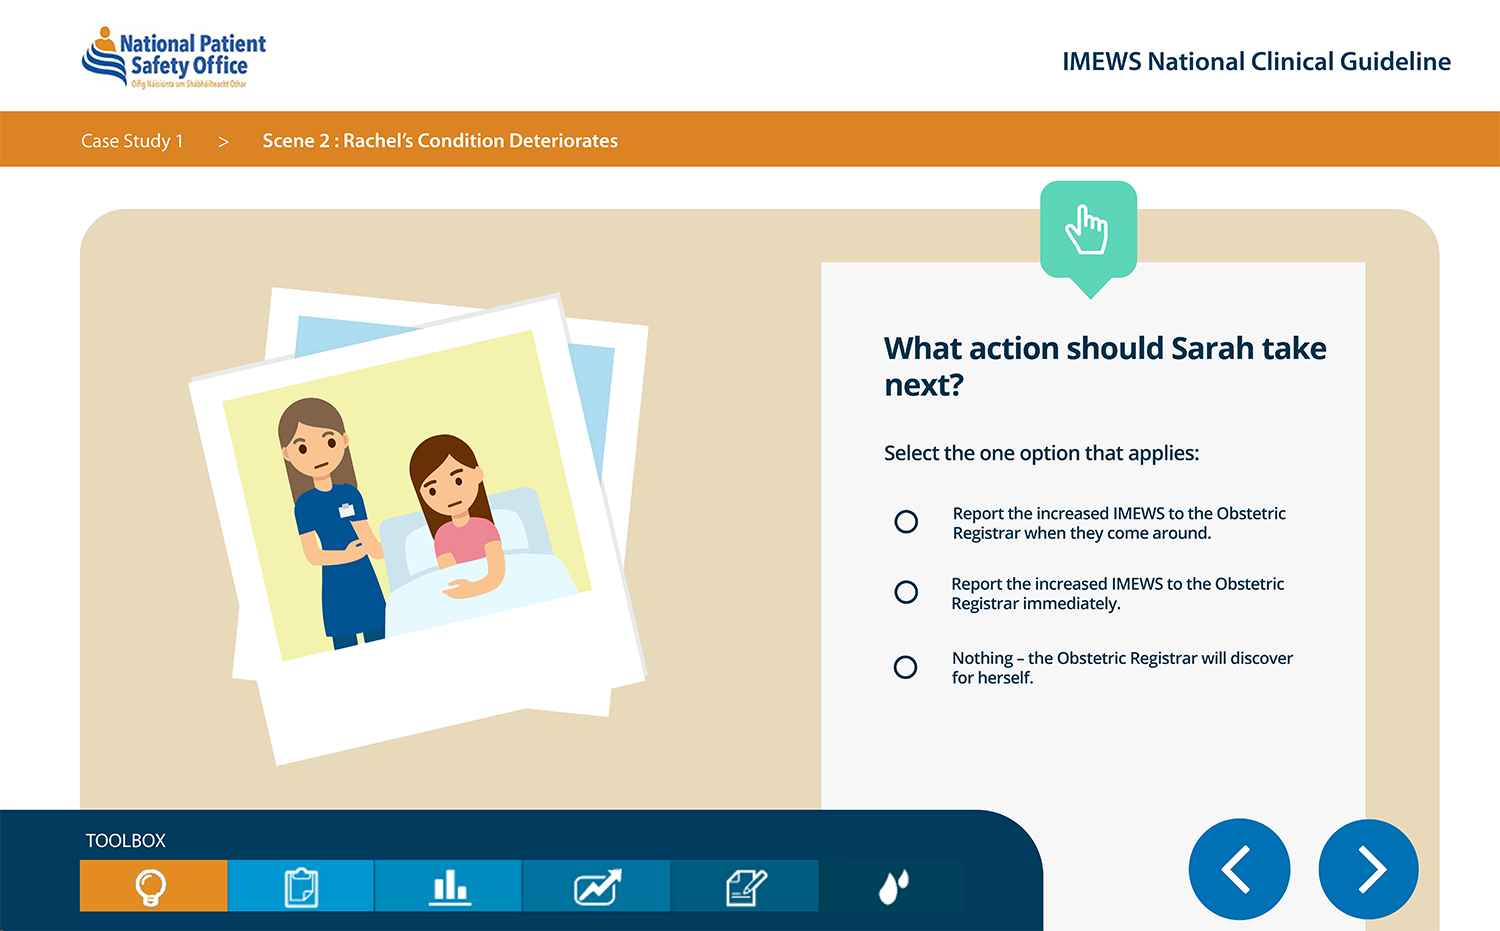 National Patient
Safety Office
Oifig Náisiúnta um Shábháilteacht Othar
IMEWS National Clinical Guideline
Case Study 1 > Scene 2 : Rachel's Condition Deteriorates
What action should Sarah take
next?
Select the one option that applies:
Report the increased IMEWS to the Obstetric
Registrar when they come around.
Report the increased IMEWS to the Obstetric
Registrar immediately.
Nothing – the Obstetric Registrar will discover
for herself.
TOOLBOX